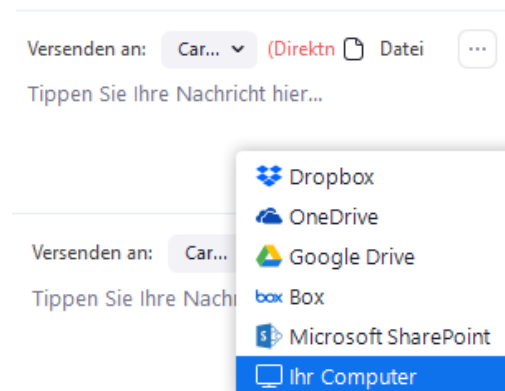 Versenden an: Car... (Direktn Datei ...
Tippen Sie Ihre Nachricht hier...
Dropbox
OneDrive
Google Drive
Versenden an: Car...
box Box
Tippen Sie Ihre Nachr
Microsoft SharePoint
Ihr Computer